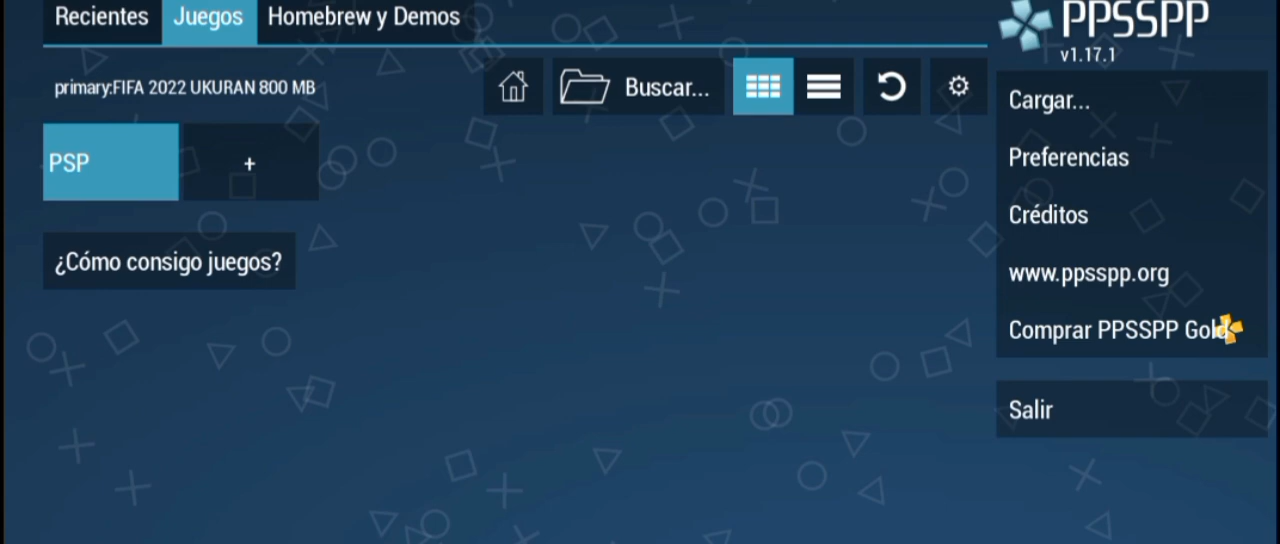 Recientes Juegos Homebrew y Demos
PPSSPP
v1.17.1
primary:FIFA 2022 UKURAN 800 MB
Buscar...
PSP
+
¿Cómo consigo juegos?
Cargar...
Preferencias
Créditos
www.ppsspp.org
Comprar PPSSPP Gold
Salir